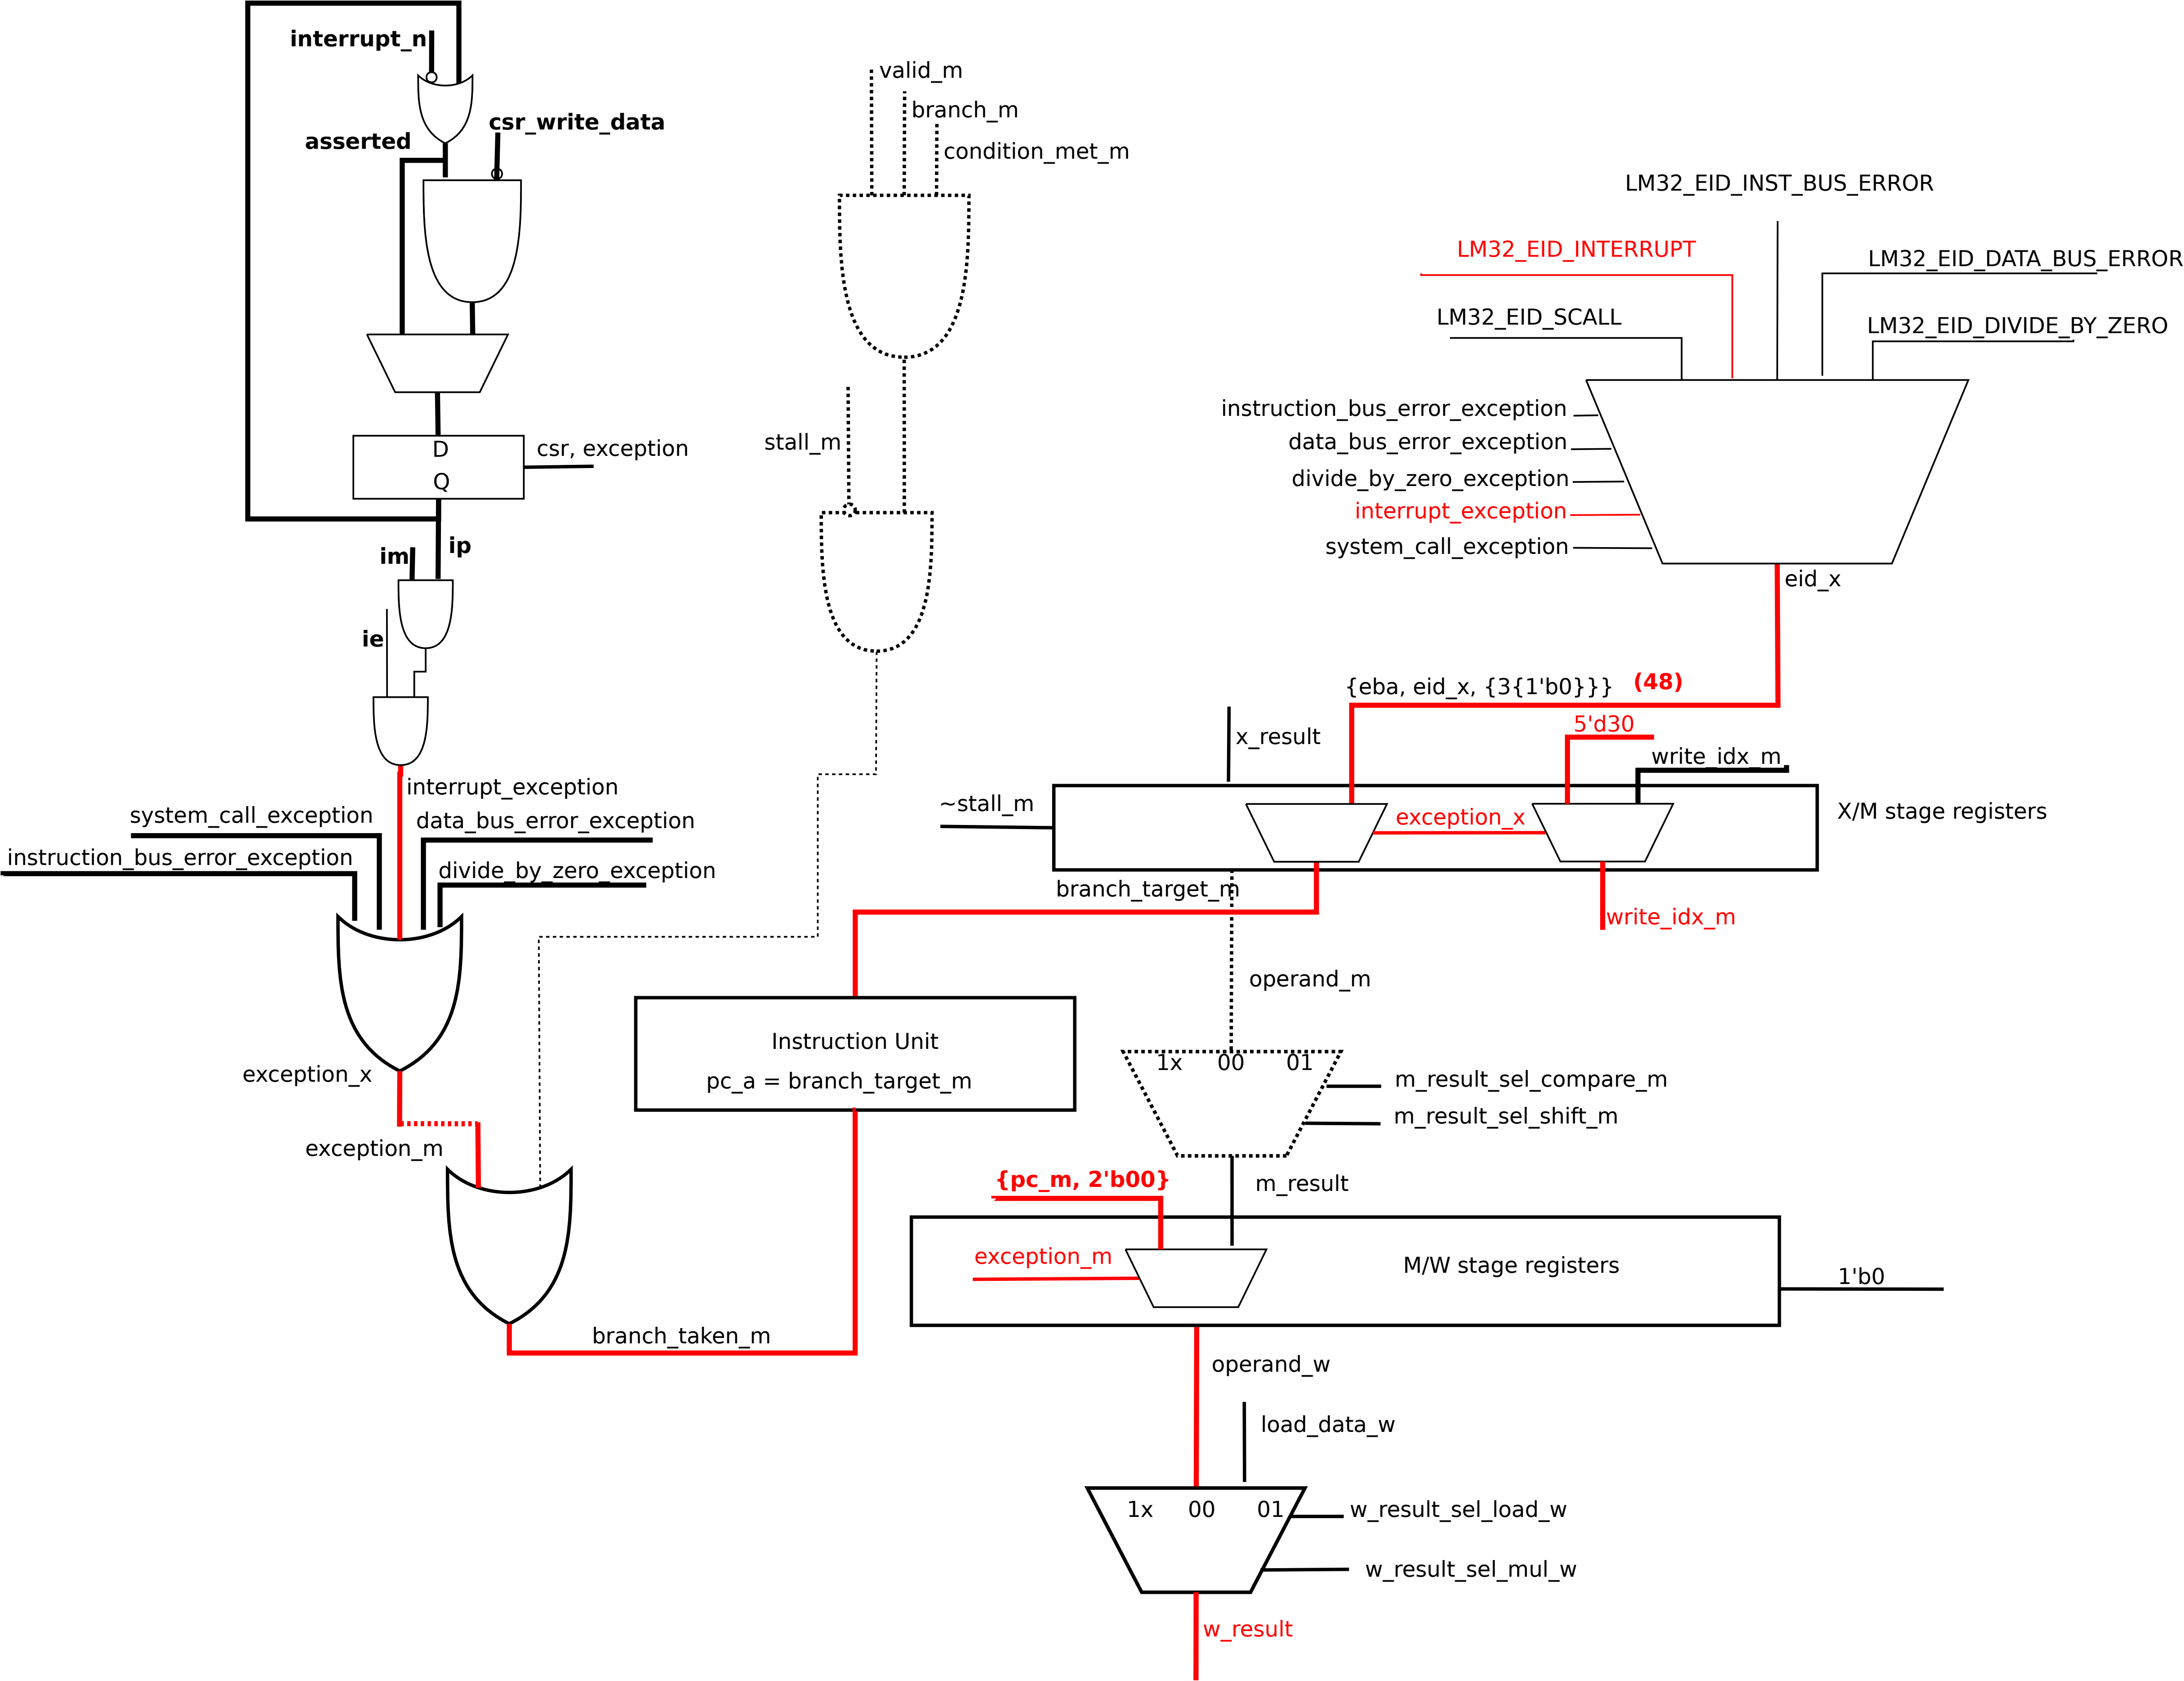 interrupt_n
asserted
csr_write_data
D
Q
csr, exception
im
ip
ie
interrupt_exception
system_call_exception
data_bus_error_exception
instruction_bus_error_exception
divide_by_zero_exception
exception_x
exception_m
branch_taken_m
valid_m
branch_m
condition_met_m
stall_m
Instruction Unit
pc_a = branch_target_m
LM32_EID_INST_BUS_ERROR
LM32_EID_INTERRUPT
LM32_EID_DATA_BUS_ERROR
LM32_EID_SCALL
LM32_EID_DIVIDE_BY_ZERO
instruction_bus_error_exception
data_bus_error_exception
divide_by_zero_exception
interrupt_exception
system_call_exception
eid_x
{eba, eid_x, {3{1'b0}}} (48)
5'd30
x_result
write_idx_m
~stall_m
exception_x
X/M stage registers
branch_target_m
write_idx_m
operand_m
1x 00 01
m_result_sel_compare_m
m_result_sel_shift_m
{pc_m, 2'b00}
m_result
exception_m
M/W stage registers
1'b0
operand_w
load_data_w
1x 00 01
w_result_sel_load_w
w_result_sel_mul_w
w_result